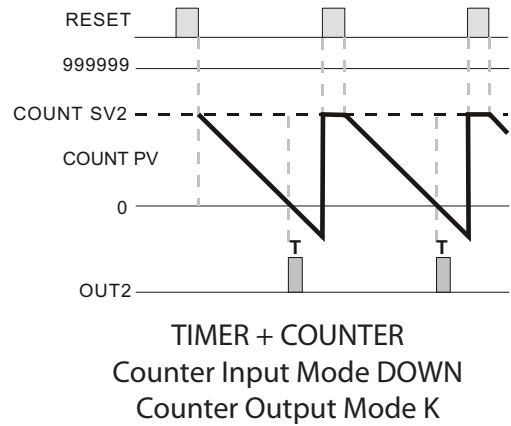 RESET
999999
COUNT SV2
COUNT PV
0
T T
OUT2
TIMER + COUNTER
Counter Input Mode DOWN
Counter Output Mode K